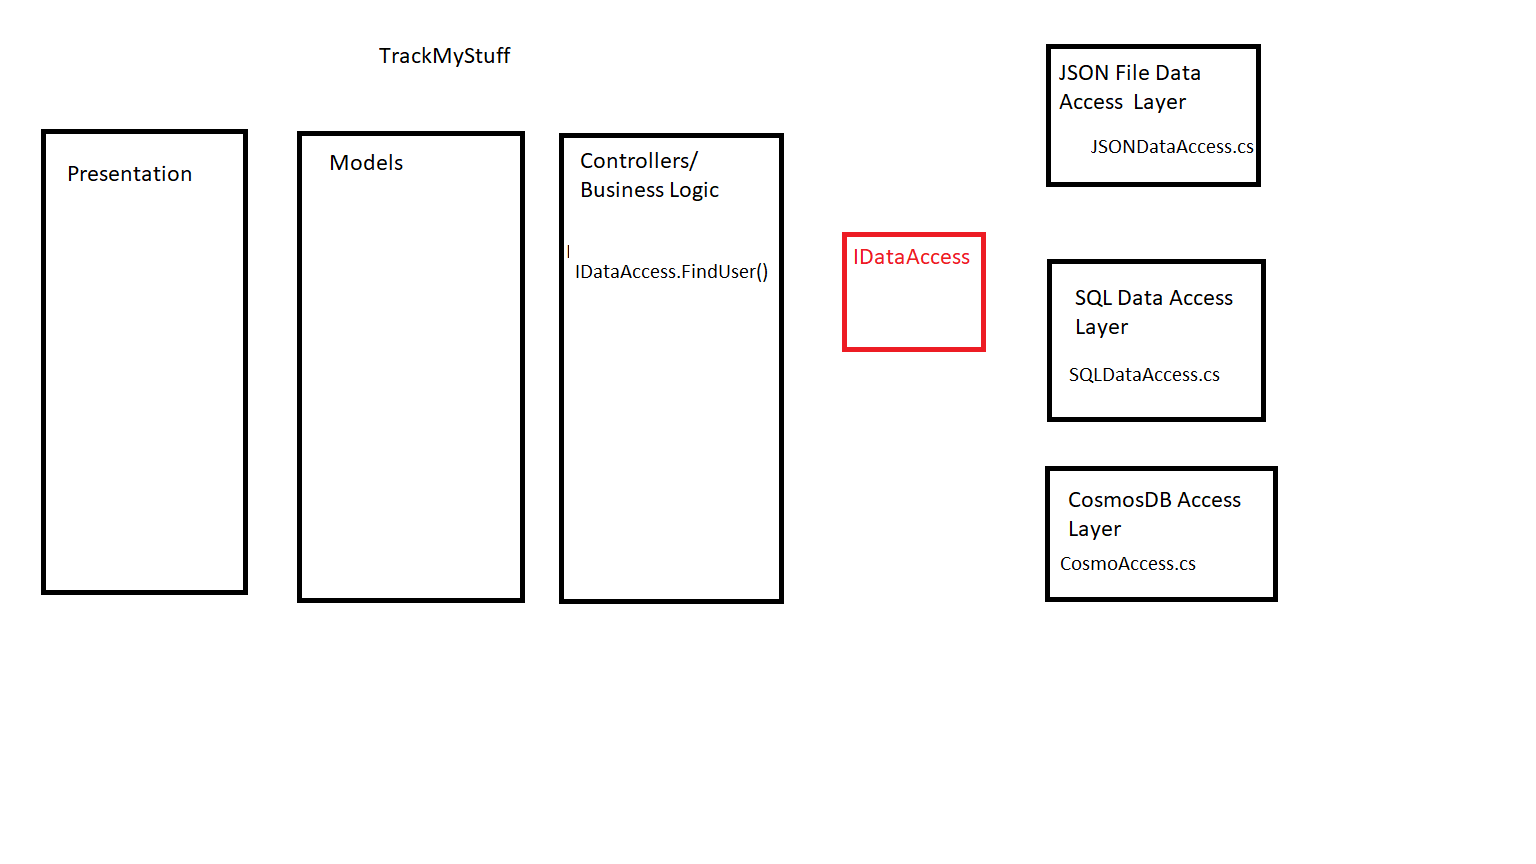 TrackMyStuff
Presentation
Models
Controllers/
Business Logic
IDataAccess.FindUser()
IDataAccess
JSON File Data
Access  Layer
JSONDataAccess.cs
SQL Data Access
Layer
SQLDataAccess.cs
CosmosDB Access
Layer
CosmoAccess.cs